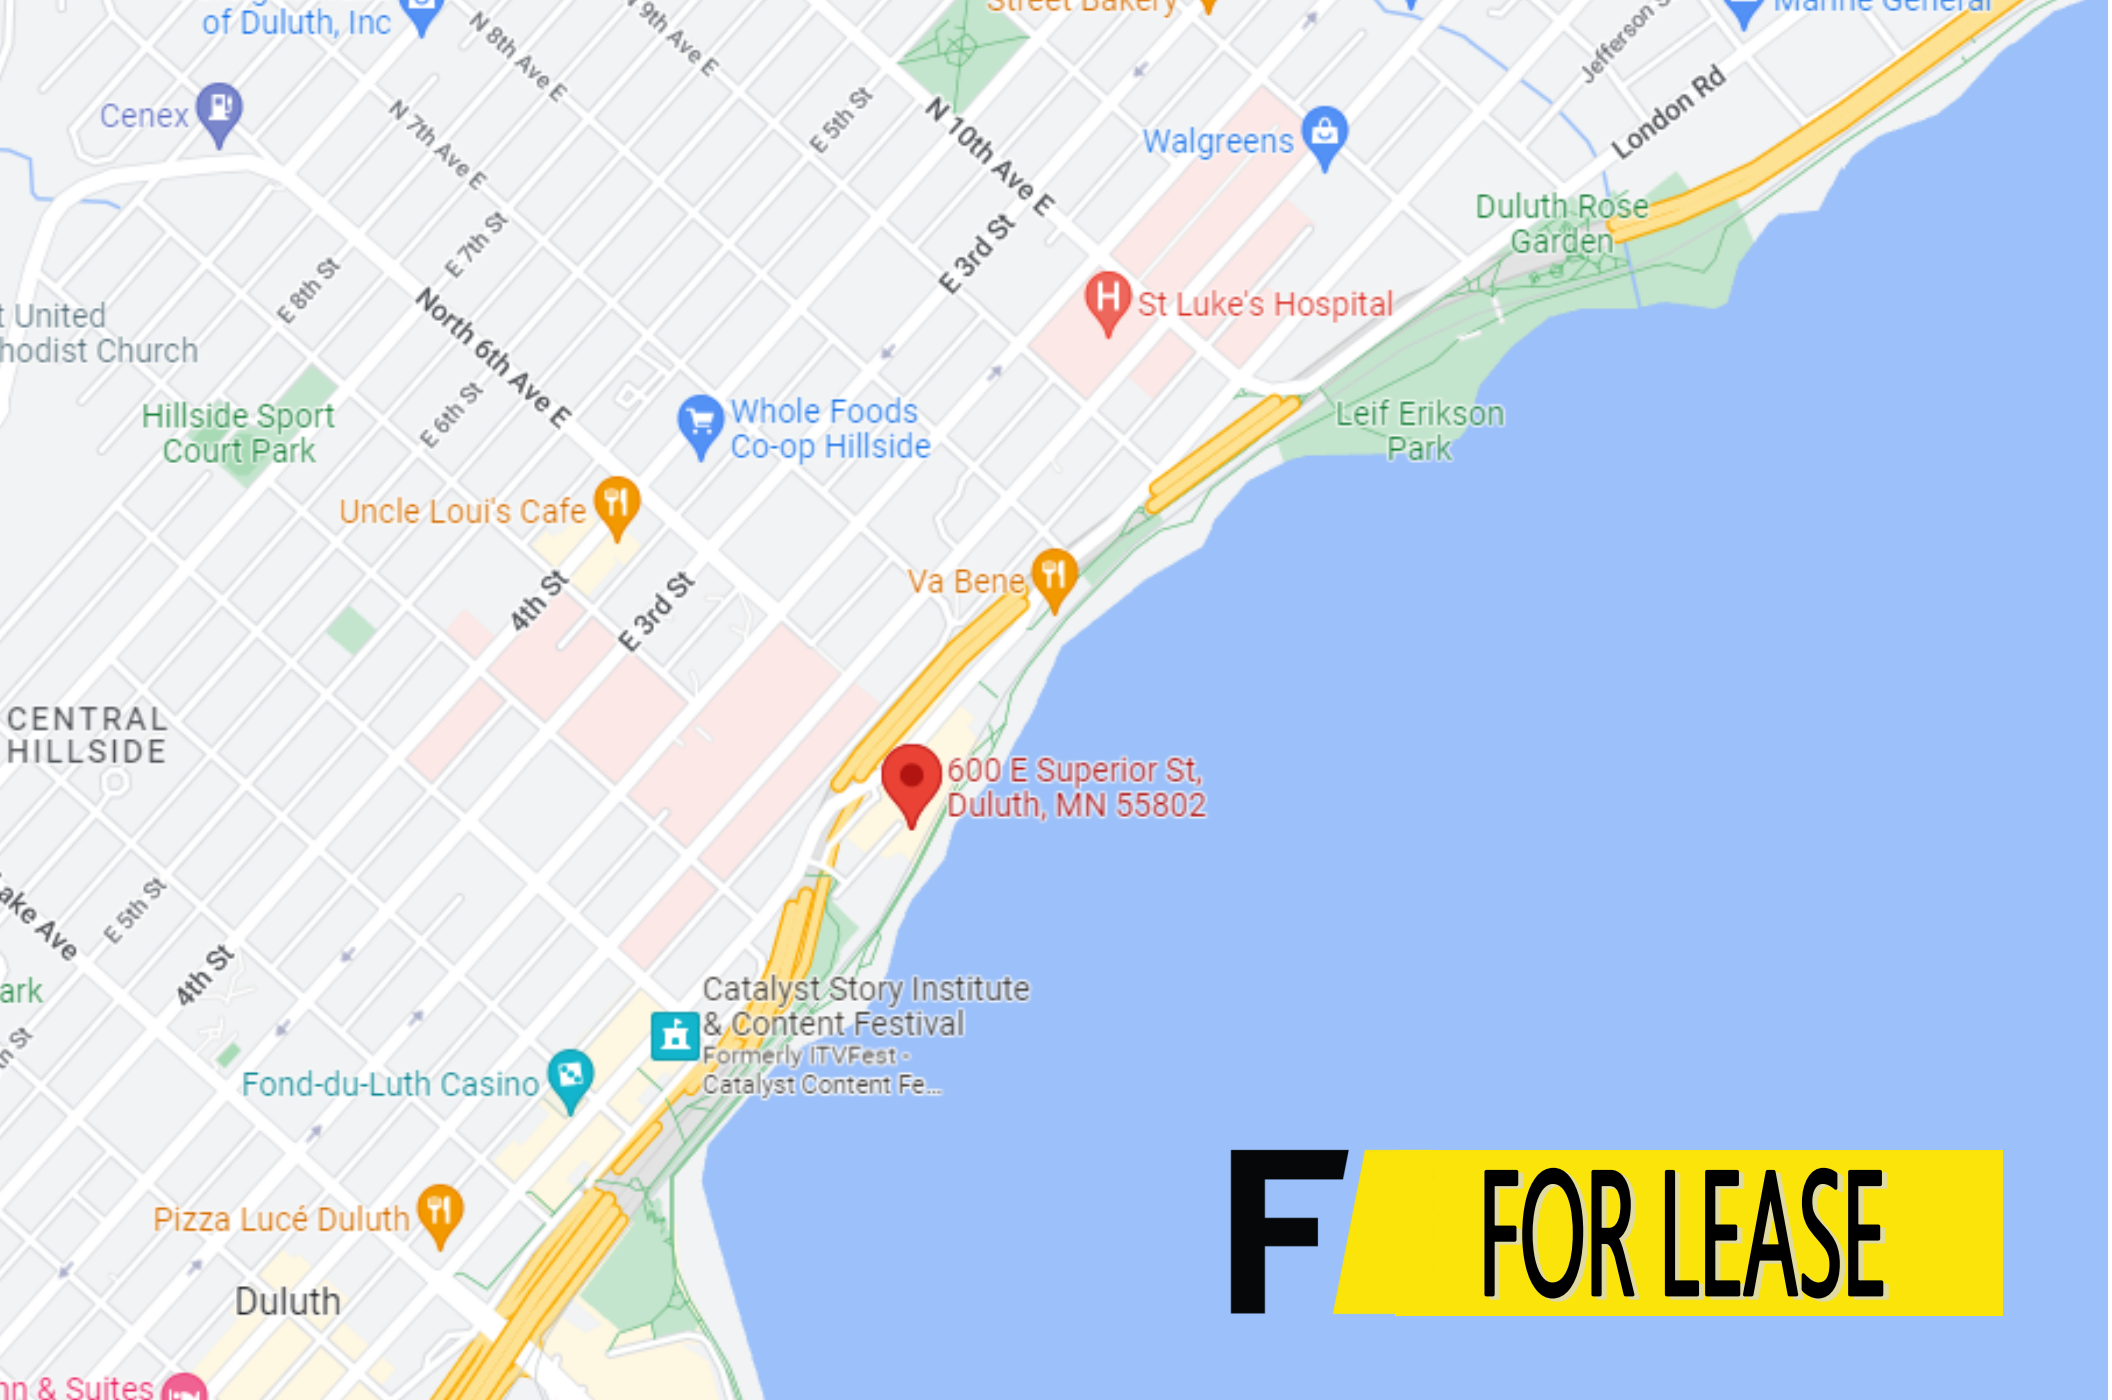 Street Bakery
Marine General
of Duluth, Inc
N 8th Ave E
N 9th Ave E
Jefferson
Cenex
N 7th Ave E
E 5th St
N 10th Ave E
Walgreens
London Rd
Duluth Rose
Garden
E 7th St
E 3rd St
E 8th St
St Luke's Hospital
United
hodist Church
North 6th Ave E
Hillside Sport
Court Park
E 6th St
Whole Foods
Co-op Hillside
Leif Erikson
Park
Uncle Loui's Cafe
4th St
E 3rd St
Va Bene
CENTRAL
HILLSIDE
600 E Superior St,
Duluth, MN 55802
ake Ave
E 5th St
4th St
ark
St
Catalyst Story Institute
& Content Festival
Formerly ITVFest -
Catalyst Content Fe...
Fond-du-Luth Casino
Pizza Lucé Duluth
Duluth
nn & Suites
F FOR LEASE